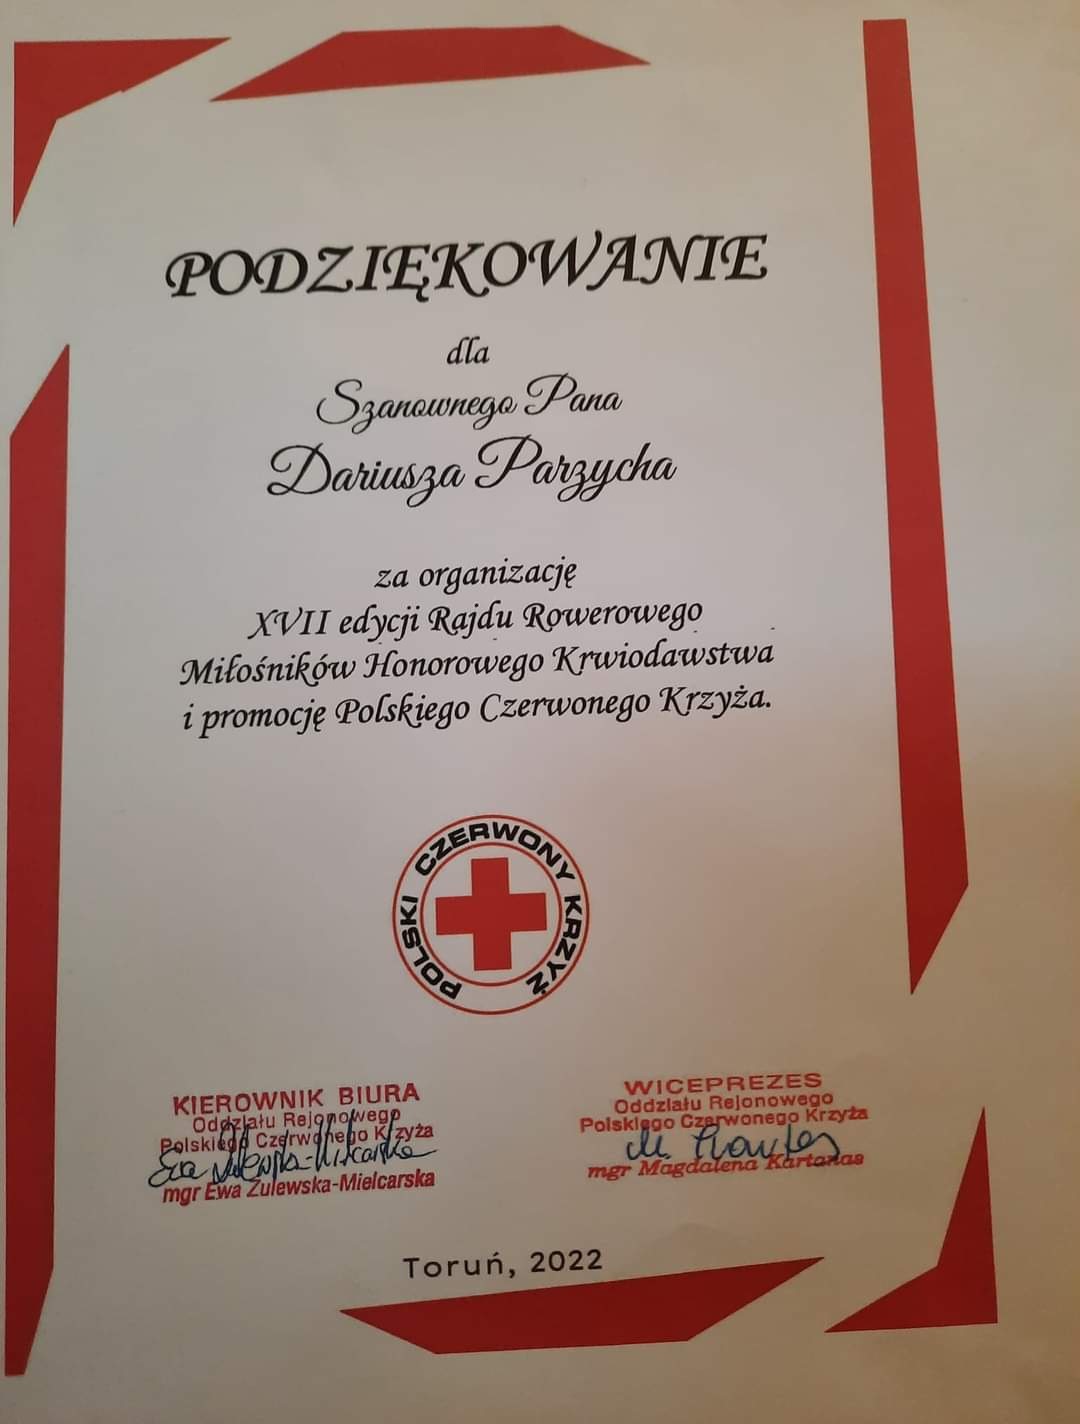 PODZIĘKOWANIE
dla
Szanownego Pana
Dariusza Parzycha
za organizację
XVII edycji Rajdu Rowerowego
Miłośników Honorowego Krwiodawstwa
i promocję Polskiego Czerwonego Krzyża.
POLSKI CZERWONY KRZYŻ
KIEROWNIK BIURA
Oddziału Rejonowego
Polskiego Czerwonego Krzyża
mgr Ewa Żulewska-Mielcarska
WICEPREZES
Oddziału Rejonowego
Polskiego Czerwonego Krzyża
mgr Magdalena Kartanas
Toruń, 2022